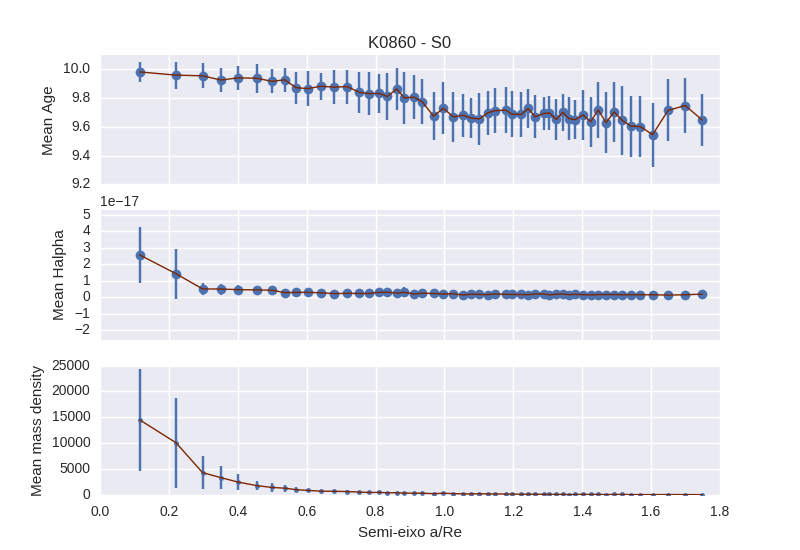 K0860 - S0
Mean Age
10.0
9.8
9.6
9.4
9.2
1e−17
Mean Halpha
5
4
3
2
1
0
−1
−2
Mean mass density
25000
20000
15000
10000
5000
0
0.0 0.2 0.4 0.6 0.8 1.0 1.2 1.4 1.6 1.8
Semi-eixo a/Re